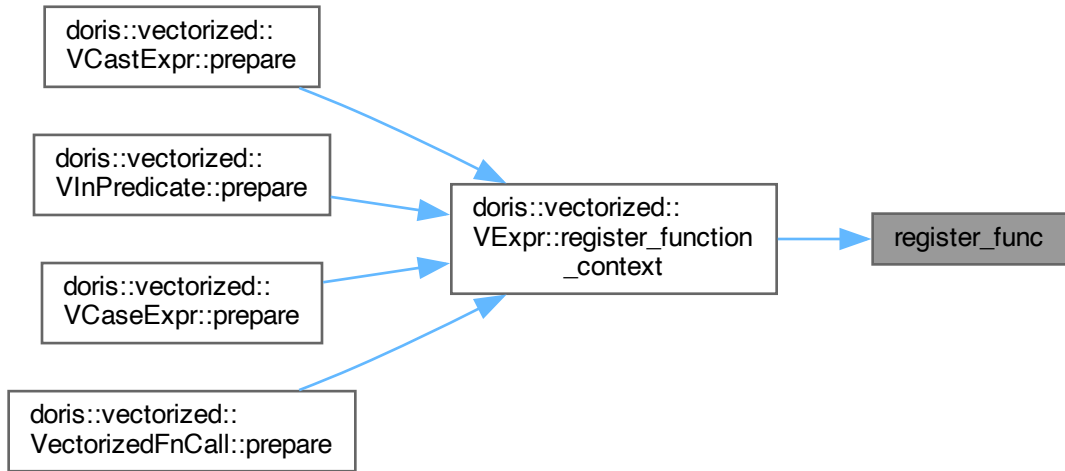 doris::vectorized::
VCastExpr::prepare
doris::vectorized::
VInPredicate::prepare
doris::vectorized::
VExpr::register_function
_context
register_func
doris::vectorized::
VCaseExpr::prepare
doris::vectorized::
VectorizedFnCall::prepare